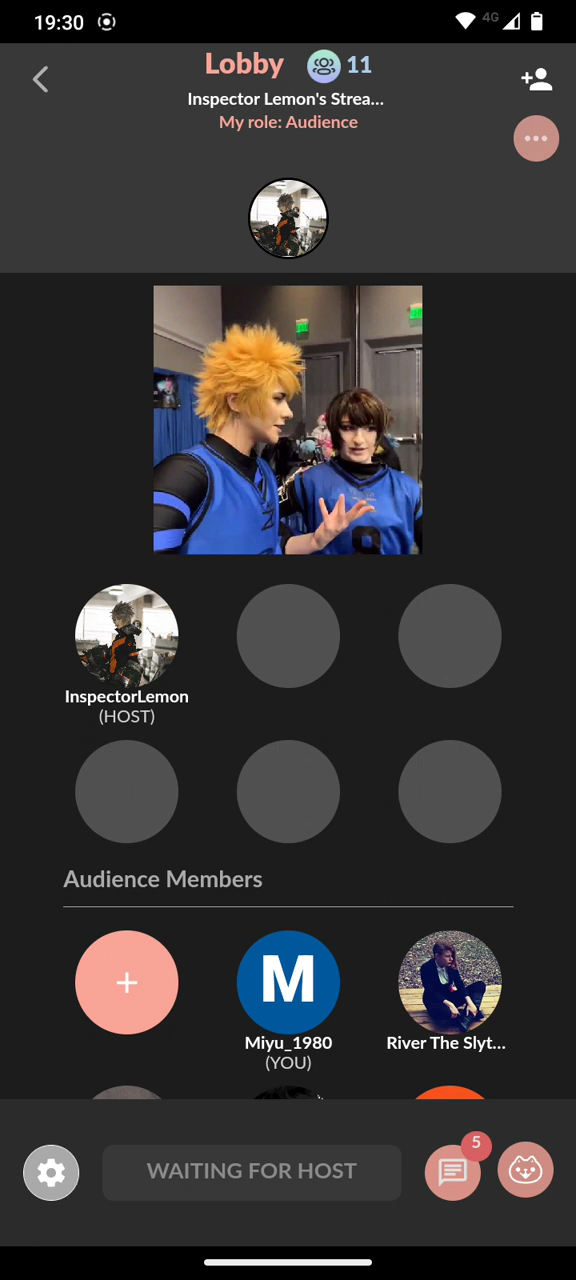 19:30
4G
Lobby
11
Inspector Lemon's Strea...
My role: Audience
InspectorLemon
(HOST)
Audience Members
M
Miyu_1980
(YOU)
River The Slyt...
WAITING FOR HOST
5